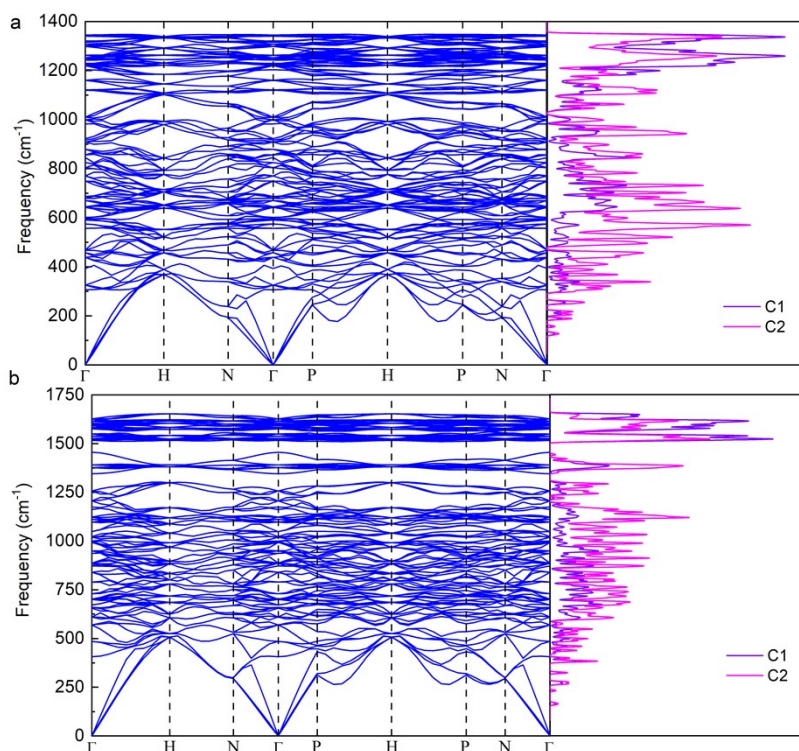 a
1400
1200
1000
800
600
400
200
0
Frequency (cm⁻¹)
Γ H N Γ P H P N Γ
C1
C2
b
1750
1500
1250
1000
750
500
250
0
Frequency (cm⁻¹)
Γ H N Γ P H P N Γ
C1
C2